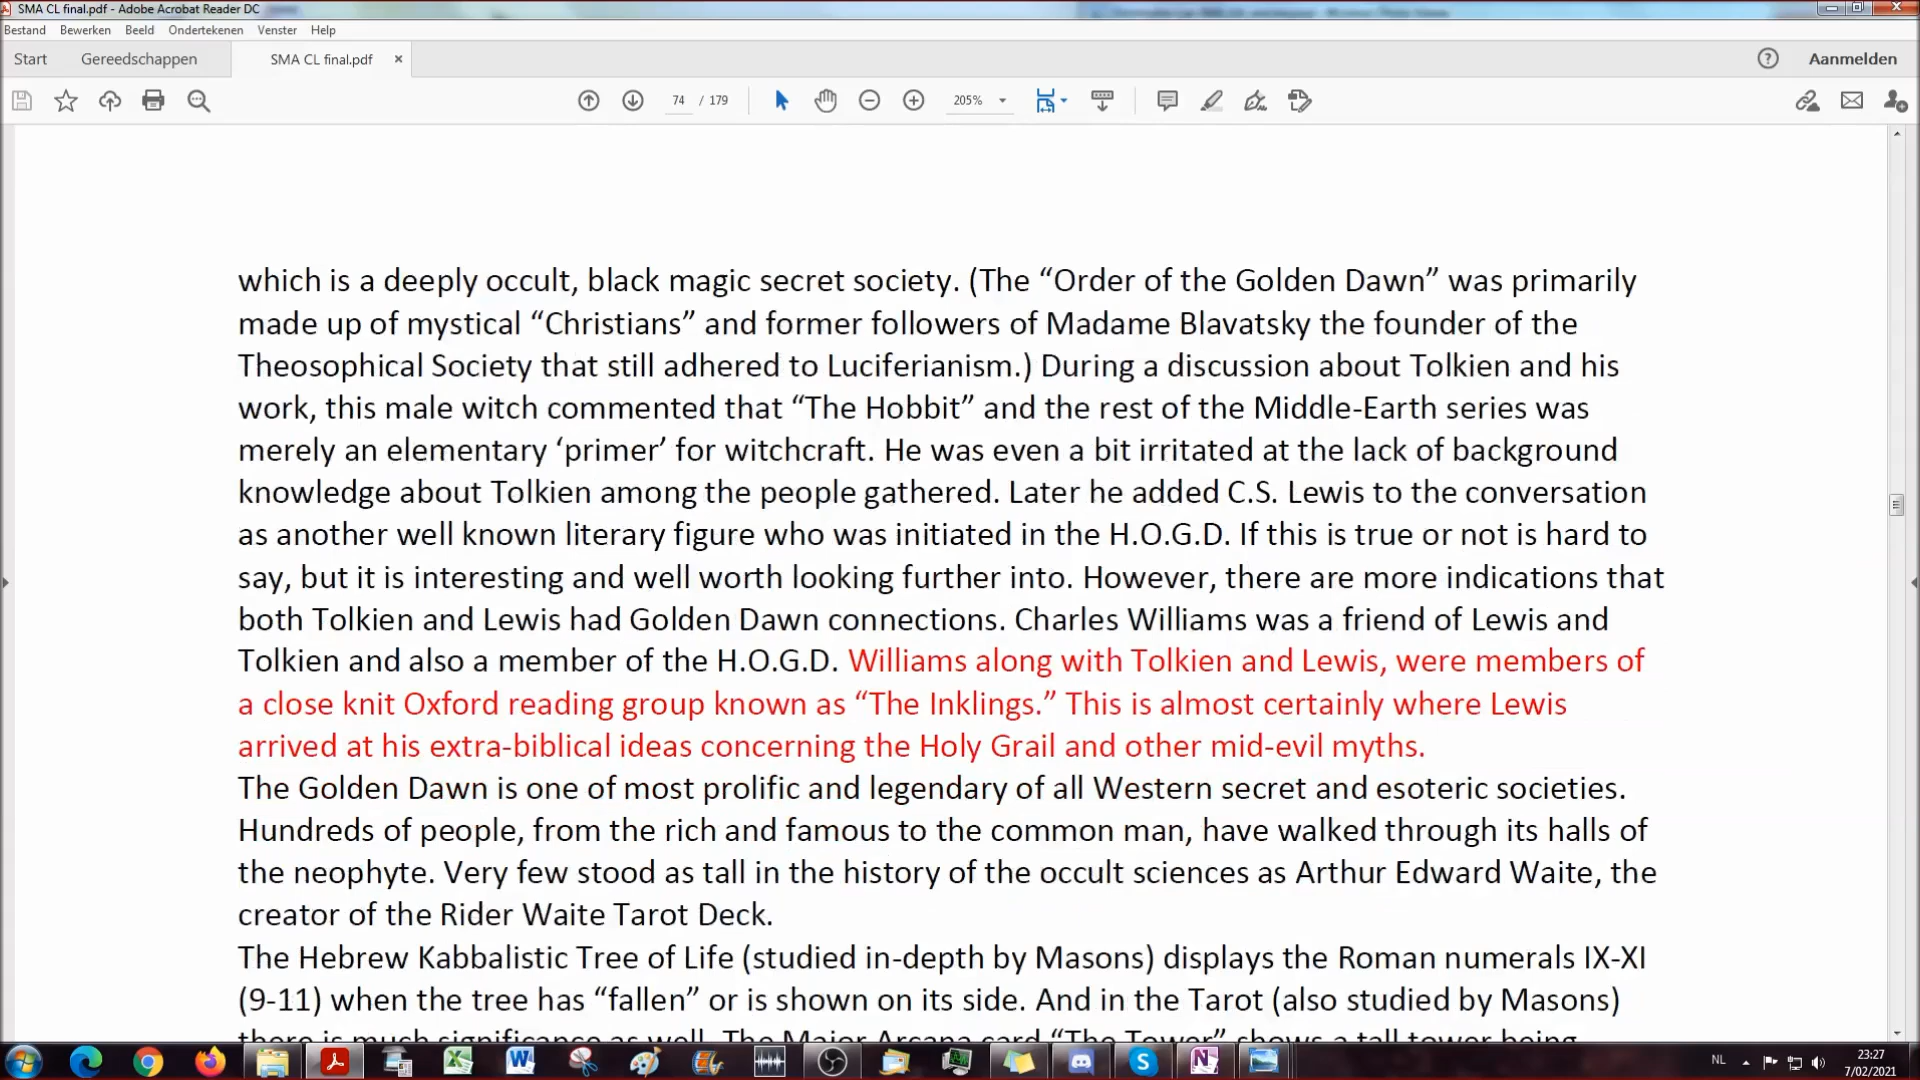 SMA CL final.pdf - Adobe Acrobat Reader DC
Bestand Bewerken Beeld Ondertekenen Venster Help
Start Gereedschappen SMA CL final.pdf × Aanmelden
74 / 179 205%
which is a deeply occult, black magic secret society. (The “Order of the Golden Dawn” was primarily
made up of mystical “Christians” and former followers of Madame Blavatsky the founder of the
Theosophical Society that still adhered to Luciferianism.) During a discussion about Tolkien and his
work, this male witch commented that “The Hobbit” and the rest of the Middle-Earth series was
merely an elementary ‘primer’ for witchcraft. He was even a bit irritated at the lack of background
knowledge about Tolkien among the people gathered. Later he added C.S. Lewis to the conversation
as another well known literary figure who was initiated in the H.O.G.D. If this is true or not is hard to
say, but it is interesting and well worth looking further into. However, there are more indications that
both Tolkien and Lewis had Golden Dawn connections. Charles Williams was a friend of Lewis and
Tolkien and also a member of the H.O.G.D. Williams along with Tolkien and Lewis, were members of
a close knit Oxford reading group known as “The Inklings.” This is almost certainly where Lewis
arrived at his extra-biblical ideas concerning the Holy Grail and other mid-evil myths.
The Golden Dawn is one of most prolific and legendary of all Western secret and esoteric societies.
Hundreds of people, from the rich and famous to the common man, have walked through its halls of
the neophyte. Very few stood as tall in the history of the occult sciences as Arthur Edward Waite, the
creator of the Rider Waite Tarot Deck.
The Hebrew Kabbalistic Tree of Life (studied in-depth by Masons) displays the Roman numerals IX-XI
(9-11) when the tree has “fallen” or is shown on its side. And in the Tarot (also studied by Masons)
there is much significance as well. The Major Arcana card “The Tower” shows a tall tower being
NL 23:27
7/02/2021